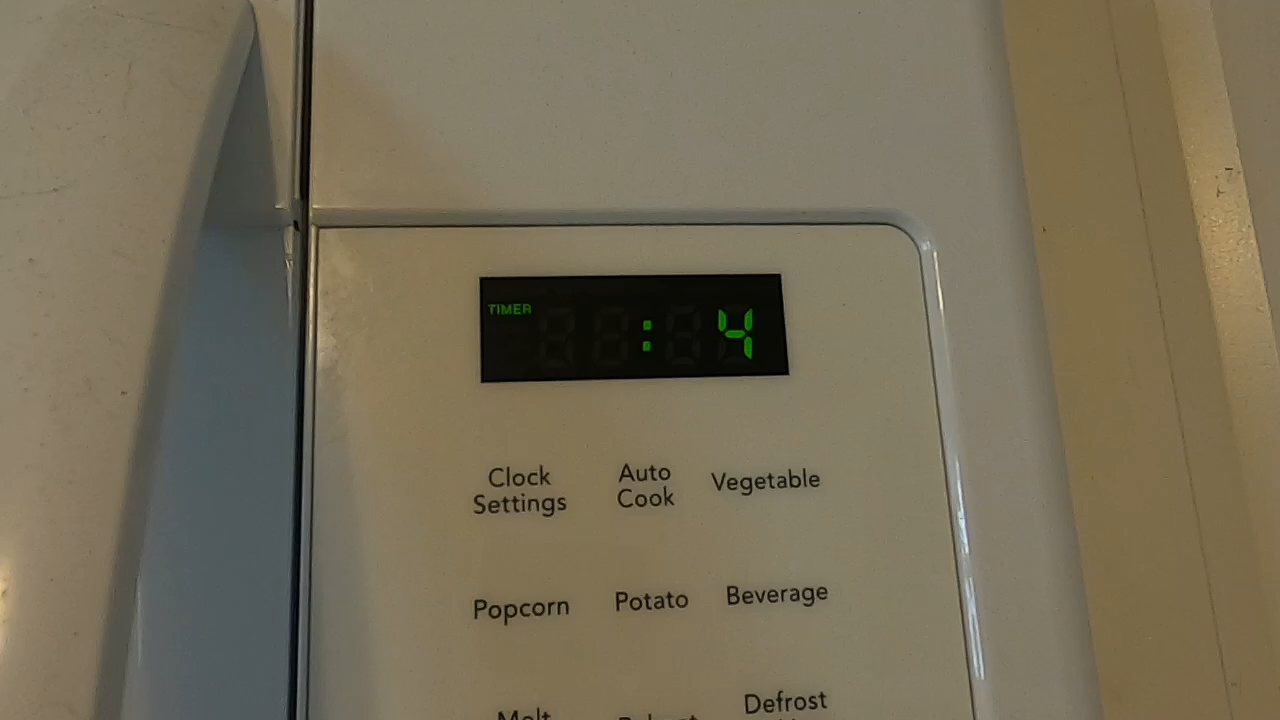 TIMER
: 4
Clock Settings
Auto Cook
Vegetable
Popcorn
Potato
Beverage
Defrost